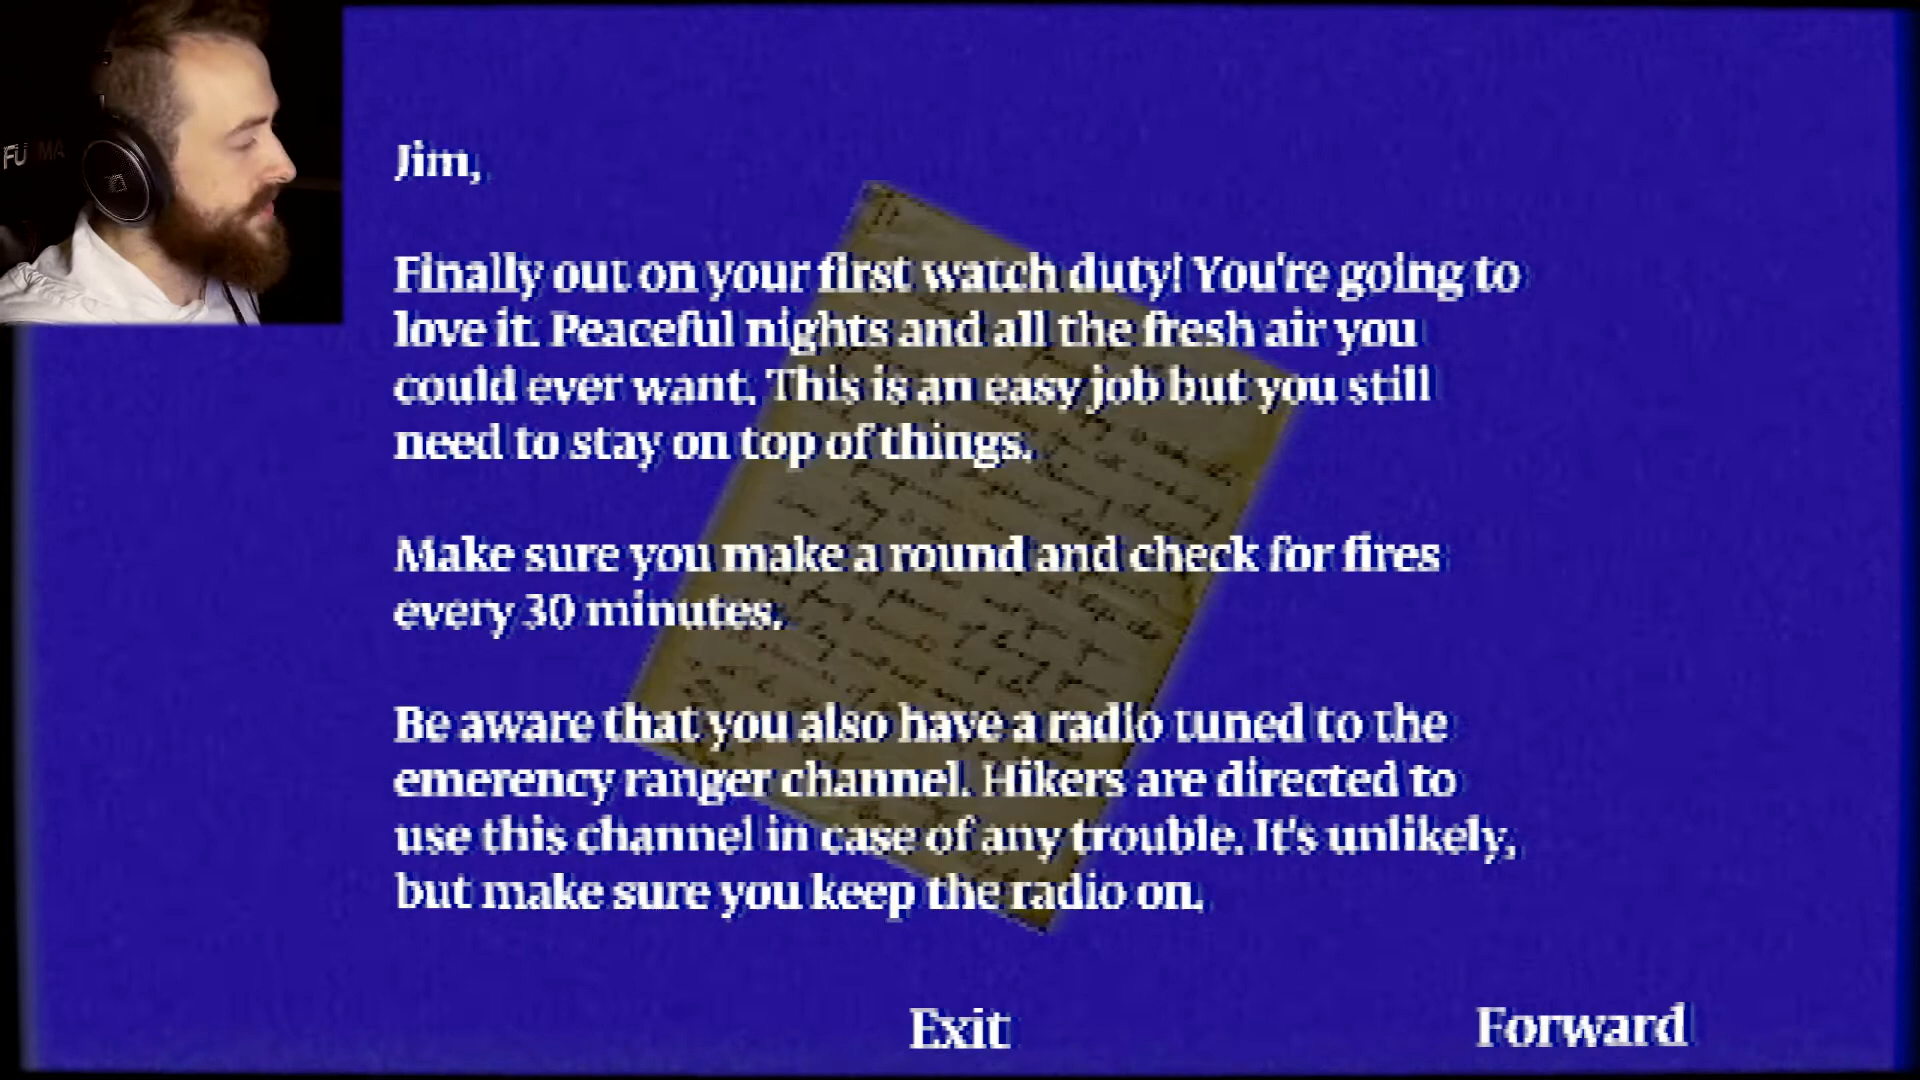 Jim,
Finally out on your first watch duty! You're going to
love it. Peaceful nights and all the fresh air you
could ever want. This is an easy job but you still
need to stay on top of things.
Make sure you make a round and check for fires
every 30 minutes.
Be aware that you also have a radio tuned to the
emerency ranger channel. Hikers are directed to
use this channel in case of any trouble. It's unlikely,
but make sure you keep the radio on.
Exit
Forward